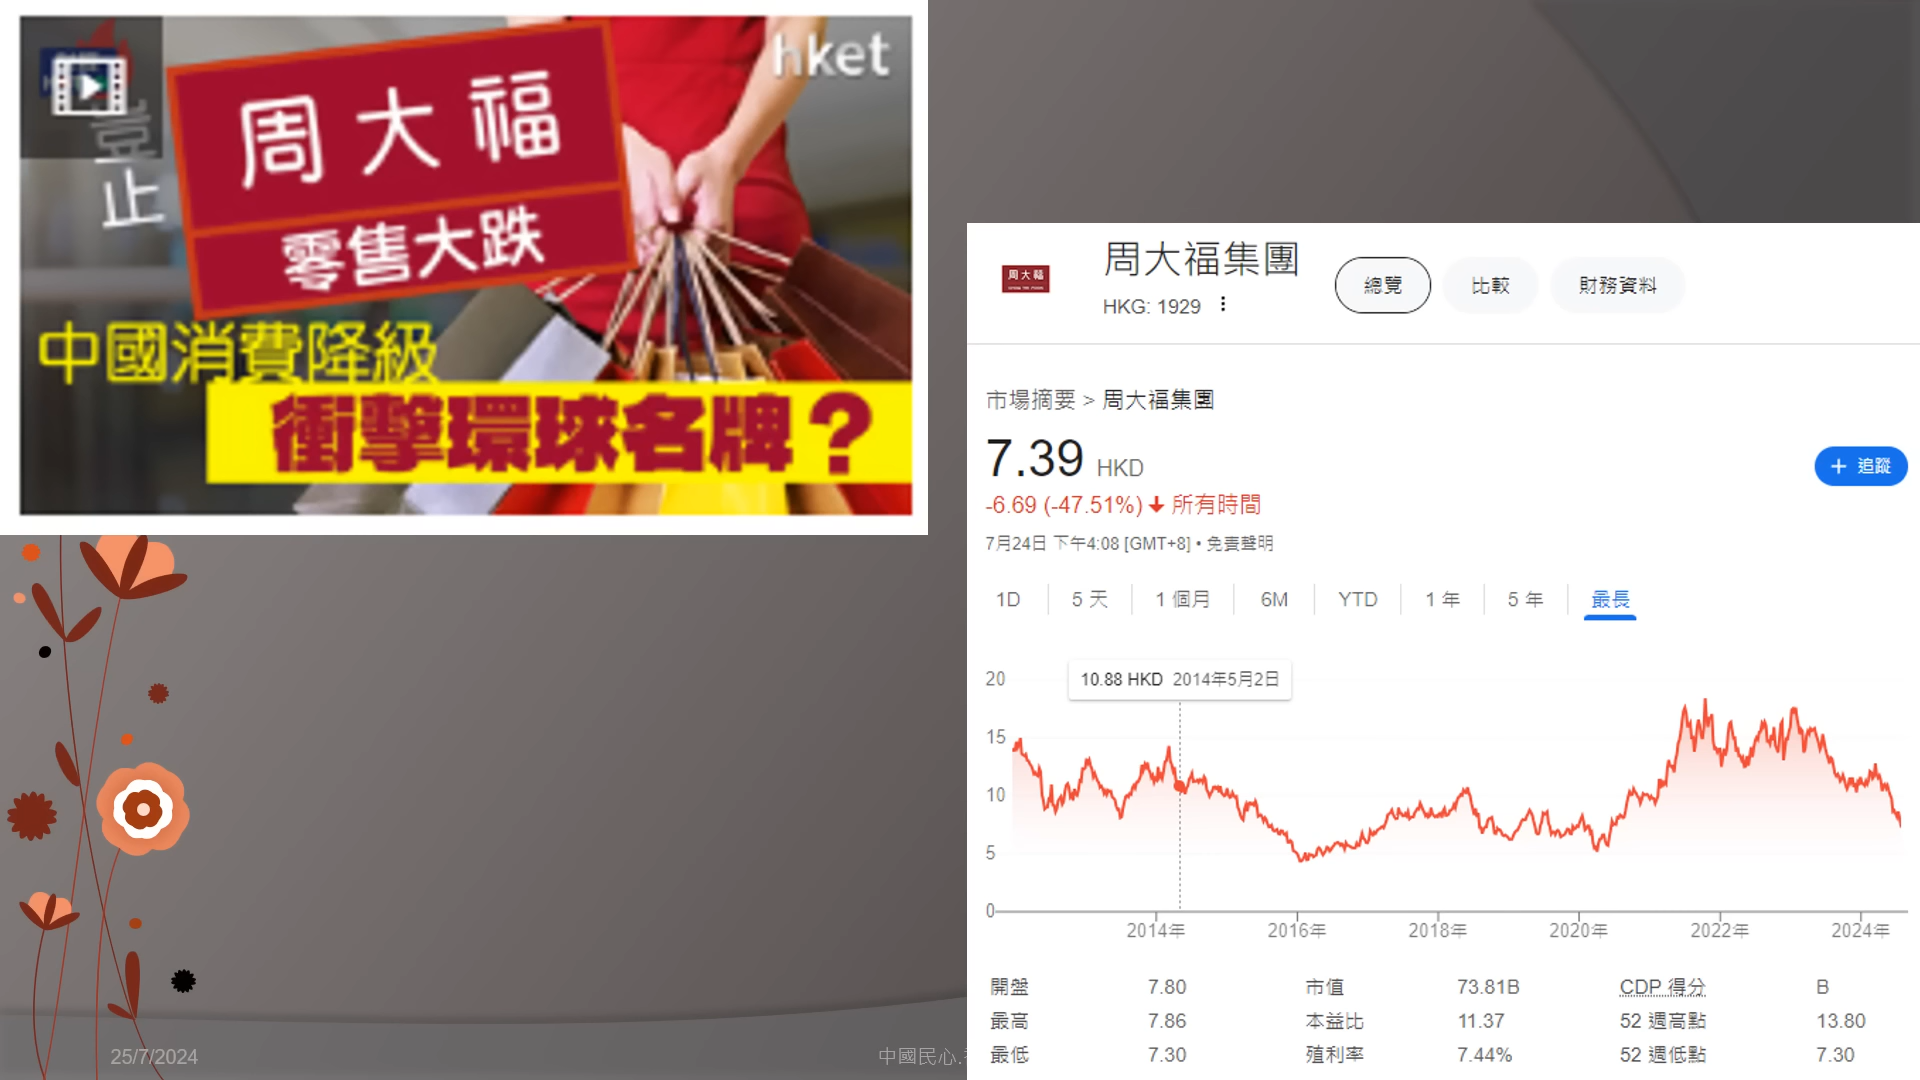 hket
周大福
零售大跌
豈止
中國消費降級
衝擊環球名牌？
周大福
周大福集團
HKG: 1929
總覽
比較
財務資料
市場摘要 > 周大福集團
7.39 HKD
+ 追蹤
-6.69 (-47.51%) 所有時間
7月24日 下午4:08 [GMT+8] • 免責聲明
1D 5 天 1 個月 6M YTD 1 年 5 年 最長
10.88 HKD 2014年5月2日
20
15
10
5
0
2014年 2016年 2018年 2020年 2022年 2024年
開盤 7.80 市值 73.81B CDP 得分 B
最高 7.86 本益比 11.37 52 週高點 13.80
最低 7.30 殖利率 7.44% 52 週低點 7.30
25/7/2024
中國民心.